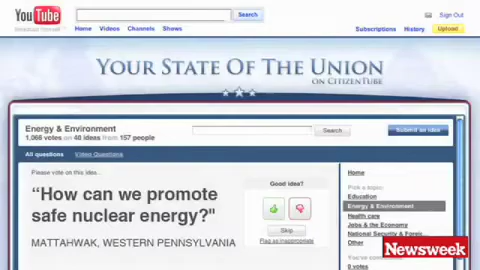 YouTube
Search
Sign Out
Home Videos Channels Shows
Subscriptions History Upload
YOUR STATE OF THE UNION
ON CITIZENTUBE
Energy & Environment
1,068 votes on 48 ideas from 157 people
Search
Submit an idea
All questions Video Questions
Please vote on this idea...
Good idea?
“How can we promote
safe nuclear energy?"
Skip
Flag as inappropriate
MATTAHWAK, WESTERN PENNSYLVANIA
Home
Pick a topic:
Education
Energy & Environment
Health care
Jobs & the Economy
National Security & Foreig...
Other
0 votes
Newsweek